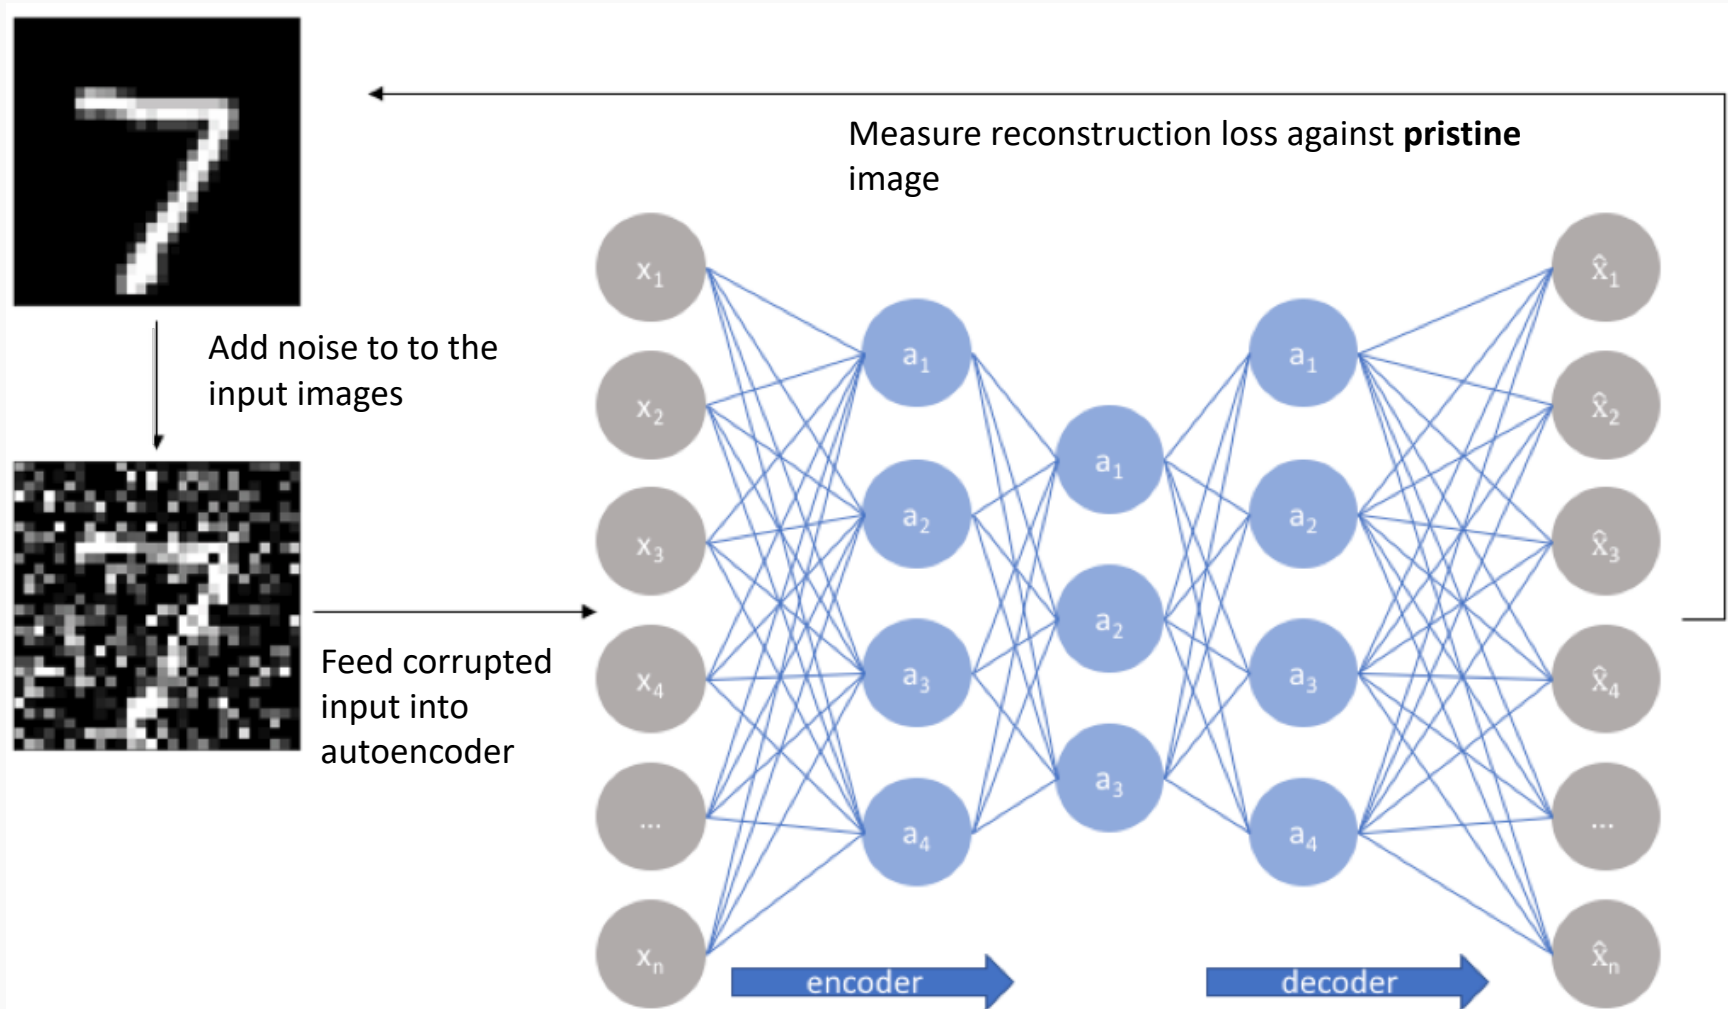 Measure reconstruction loss against pristine
image
Add noise to to the
input images
Feed corrupted
input into
autoencoder
x₁
x₂
x₃
x₄
...
xₙ
a₁
a₂
a₃
a₄
a₁
a₂
a₃
a₁
a₂
a₃
a₄
x̂₁
x̂₂
x̂₃
x̂₄
...
x̂ₙ
encoder
decoder